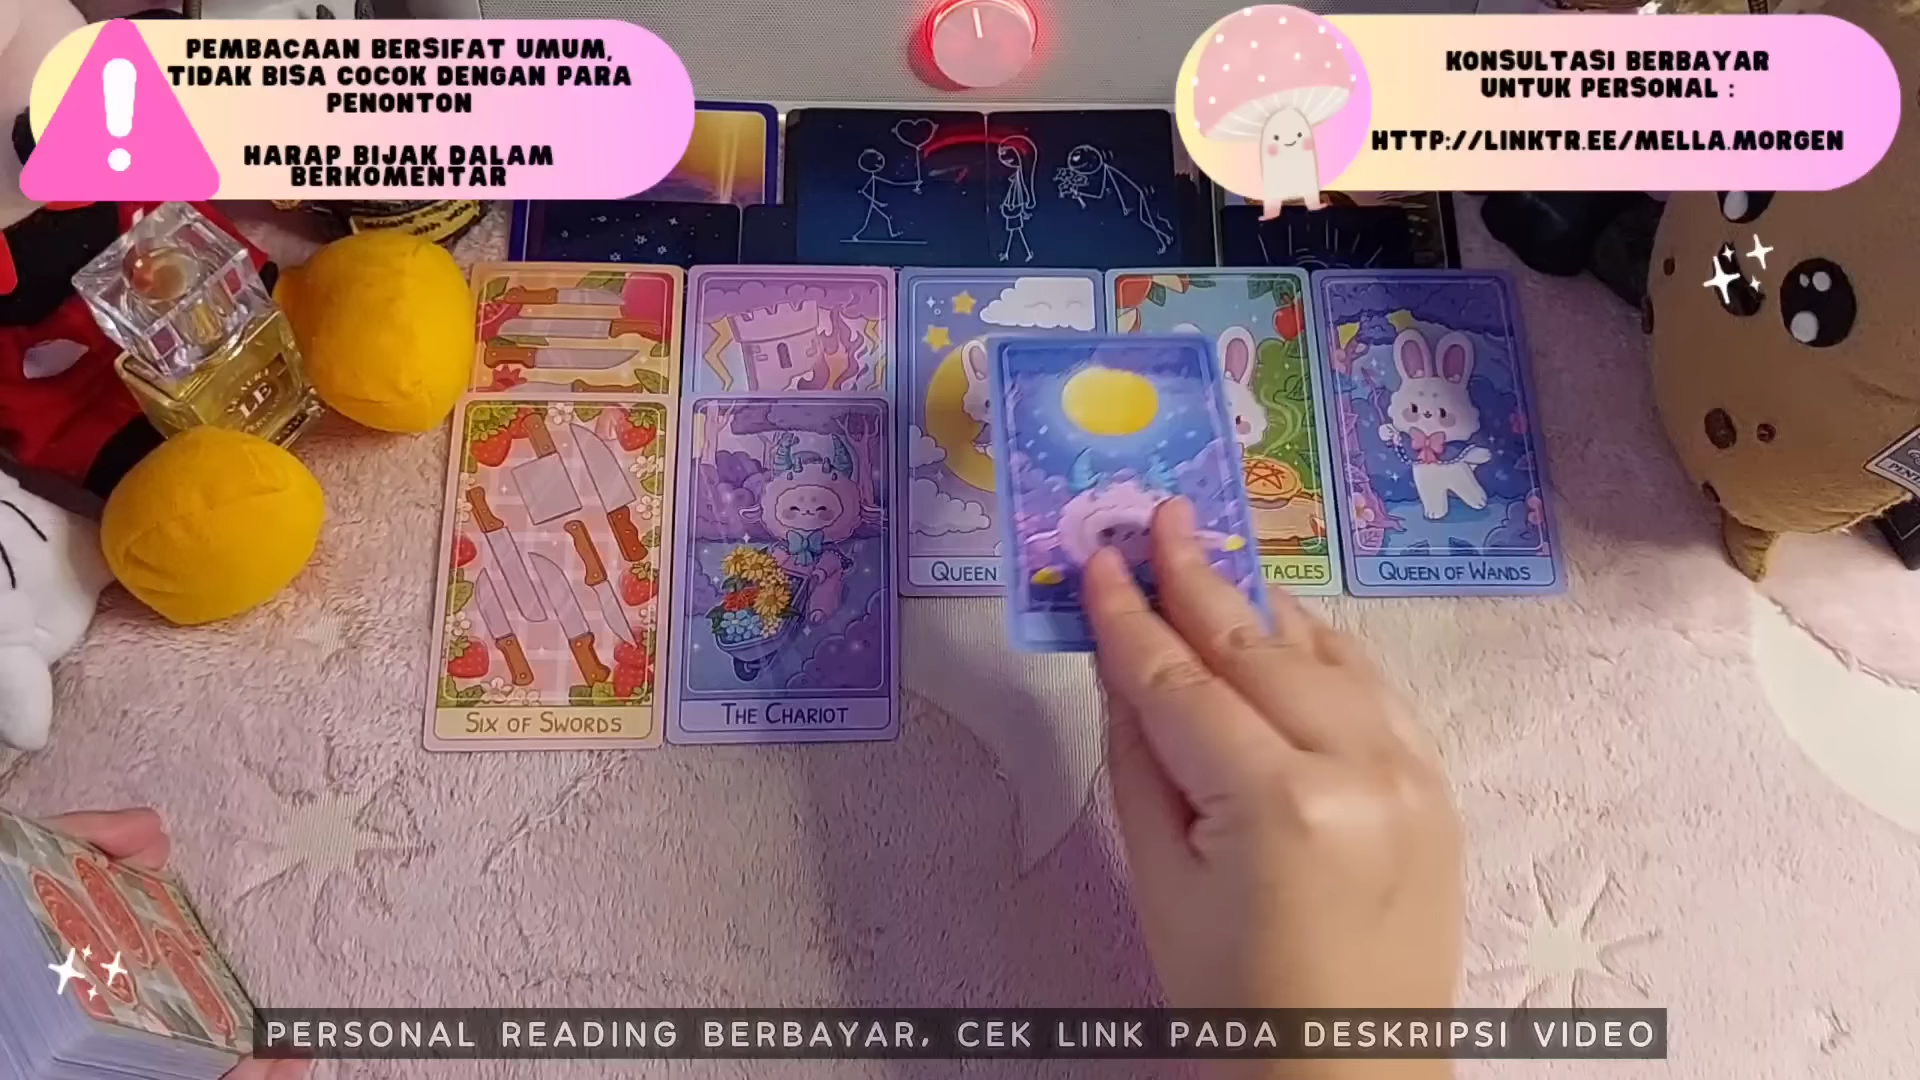 PEMBACAAN BERSIFAT UMUM,
TIDAK BISA COCOK DENGAN PARA
PENONTON
HARAP BIJAK DALAM
BERKOMENTAR
KONSULTASI BERBAYAR
UNTUK PERSONAL :
HTTP://LINKTR.EE/MELLA.MORGEN
LE
QUEEN
TACLES
QUEEN OF WANDS
SIX OF SWORDS
THE CHARIOT
PERSONAL READING BERBAYAR, CEK LINK PADA DESKRIPSI VIDEO